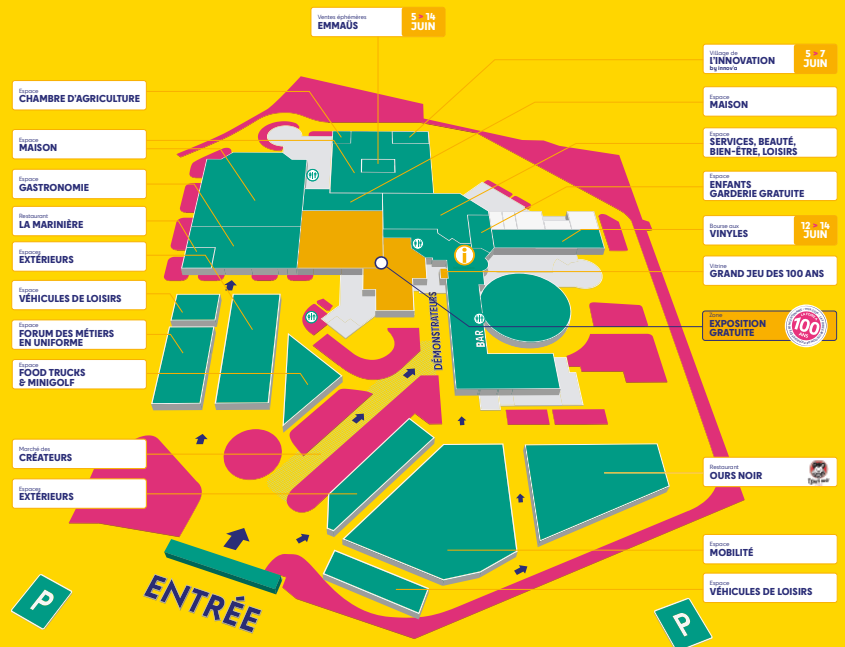 Ventes éphémères
EMMAÜS
5 > 14
JUIN
Village de
L'INNOVATION
by innov'a
5 > 7
JUIN
Espace
CHAMBRE D'AGRICULTURE
Espace
MAISON
Espace
MAISON
Espace
SERVICES, BEAUTÉ,
BIEN-ÊTRE, LOISIRS
Espace
GASTRONOMIE
Espace
ENFANTS
GARDERIE GRATUITE
Restaurant
LA MARINIÈRE
Bourse aux
VINYLES
12 > 14
JUIN
Espaces
EXTÉRIEURS
Vitrine
GRAND JEU DES 100 ANS
Espace
VÉHICULES DE LOISIRS
Espace
FORUM DES MÉTIERS
EN UNIFORME
Zone
EXPOSITION
GRATUITE
100
ANS
Espace
FOOD TRUCKS
& MINIGOLF
i
DÉMONSTRATEURS
BAR
Marché des
CRÉATEURS
Espaces
EXTÉRIEURS
Restaurant
OURS NOIR
Espace
MOBILITÉ
Espace
VÉHICULES DE LOISIRS
ENTRÉE
P
P